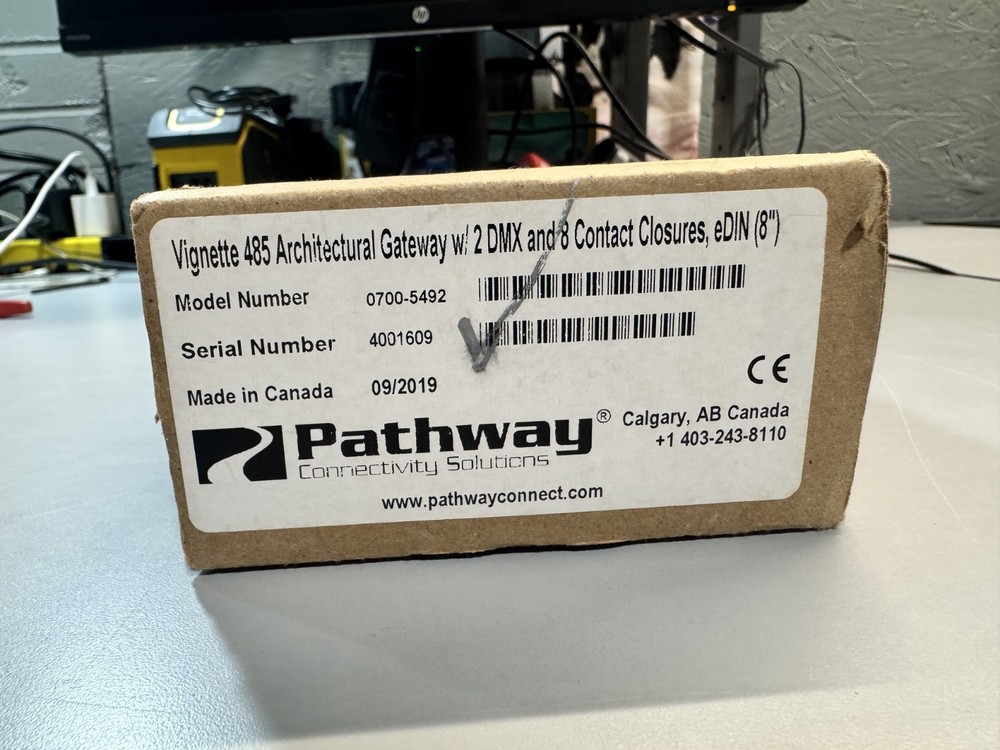 Vignette 485 Architectural Gateway w/ 2 DMX and 8 Contact Closures, eDIN (8")
Model Number 0700-5492
Serial Number 4001609
Made in Canada 09/2019
CE
Pathway®
Connectivity Solutions
Calgary, AB Canada
+1 403-243-8110
www.pathwayconnect.com
hp